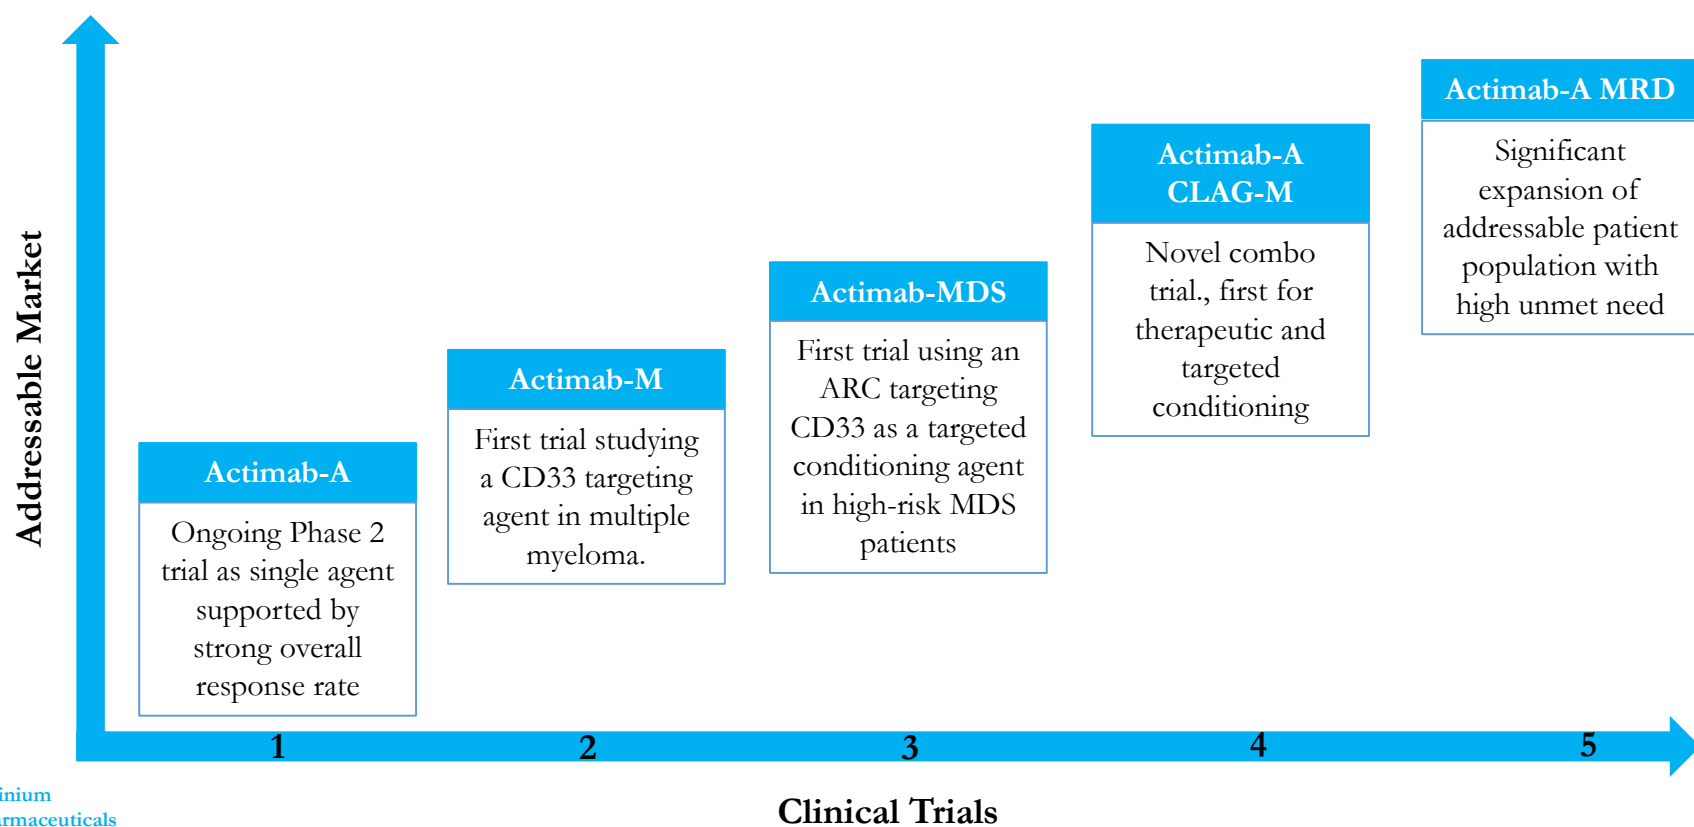 Addressable Market
Actimab-A
Ongoing Phase 2
trial as single agent
supported by
strong overall
response rate
Actimab-M
First trial studying
a CD33 targeting
agent in multiple
myeloma.
Actimab-MDS
First trial using an
ARC targeting
CD33 as a targeted
conditioning agent
in high-risk MDS
patients
Actimab-A
CLAG-M
Novel combo
trial., first for
therapeutic and
targeted
conditioning
Actimab-A MRD
Significant
expansion of
addressable patient
population with
high unmet need
1 2 3 4 5
Clinical Trials
inium
armaceuticals